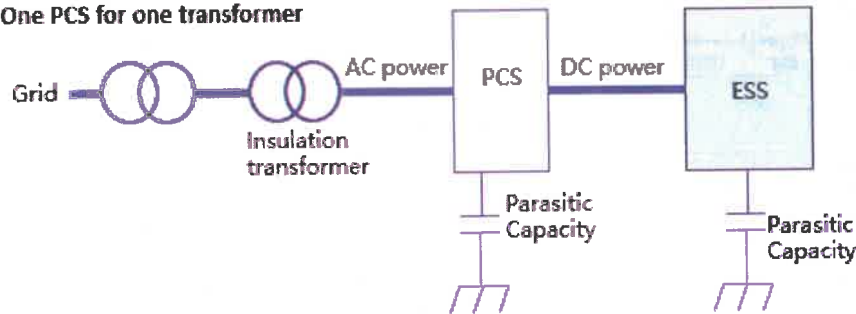 One PCS for one transformer
Grid
AC power
PCS
DC power
ESS
Insulation
transformer
Parasitic
Capacity
Parasitic
Capacity